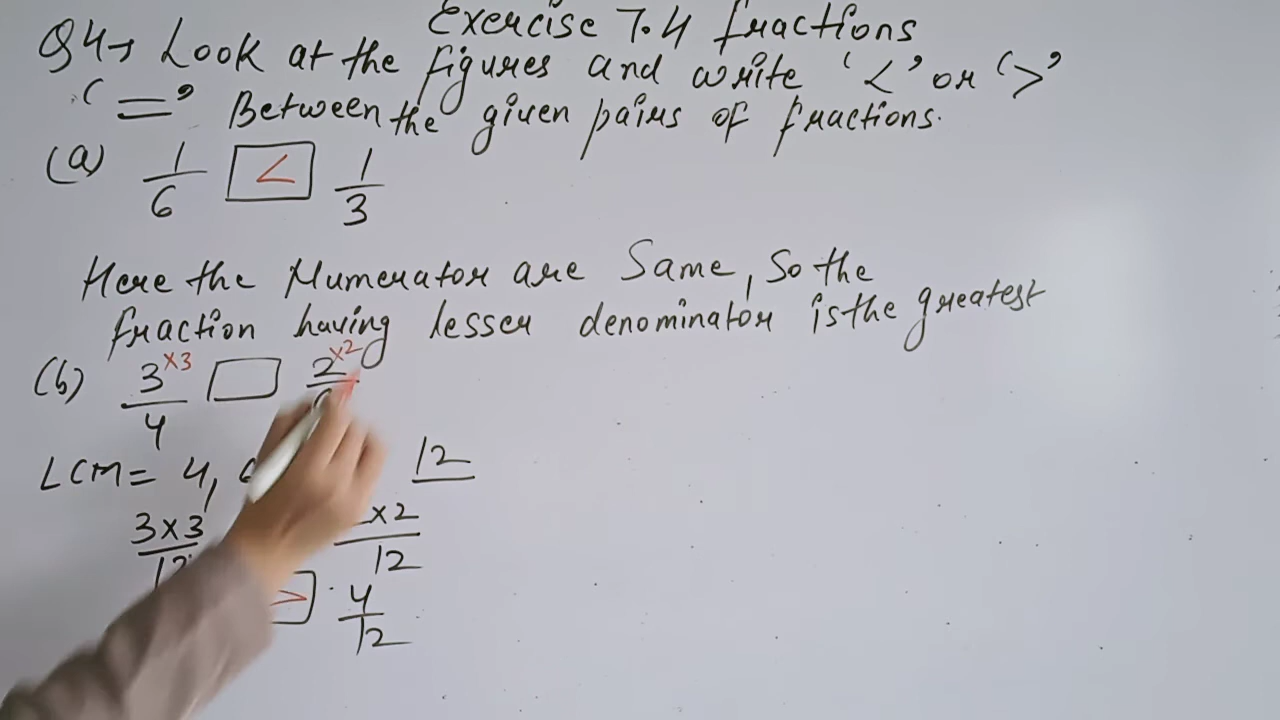 Exercise 7.4 fractions
Q4→ Look at the figures and write '<' or '>'
'=' Between the given pairs of fractions.
(a) 1/6 < 1/3
Here the Numerator are Same, So the
fraction having lesser denominator is the greatest
(b) 3×3/4 2×2
LCM = 4, 12
3×3/12 ×2/12
> 4/12